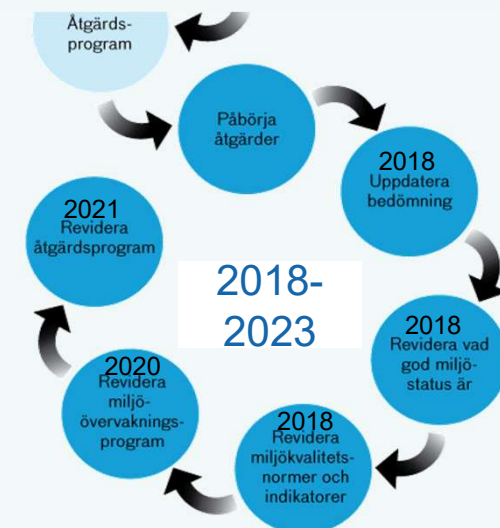 Åtgärds-
program
Påbörja
åtgärder
2018
Uppdatera
bedömning
2018
Revidera vad
god miljö-
status är
2018
Revidera
miljökvalitets-
normer och
indikatorer
2020
Revidera
miljö-
övervaknings-
program
2021
Revidera
åtgärdsprogram
2018-
2023